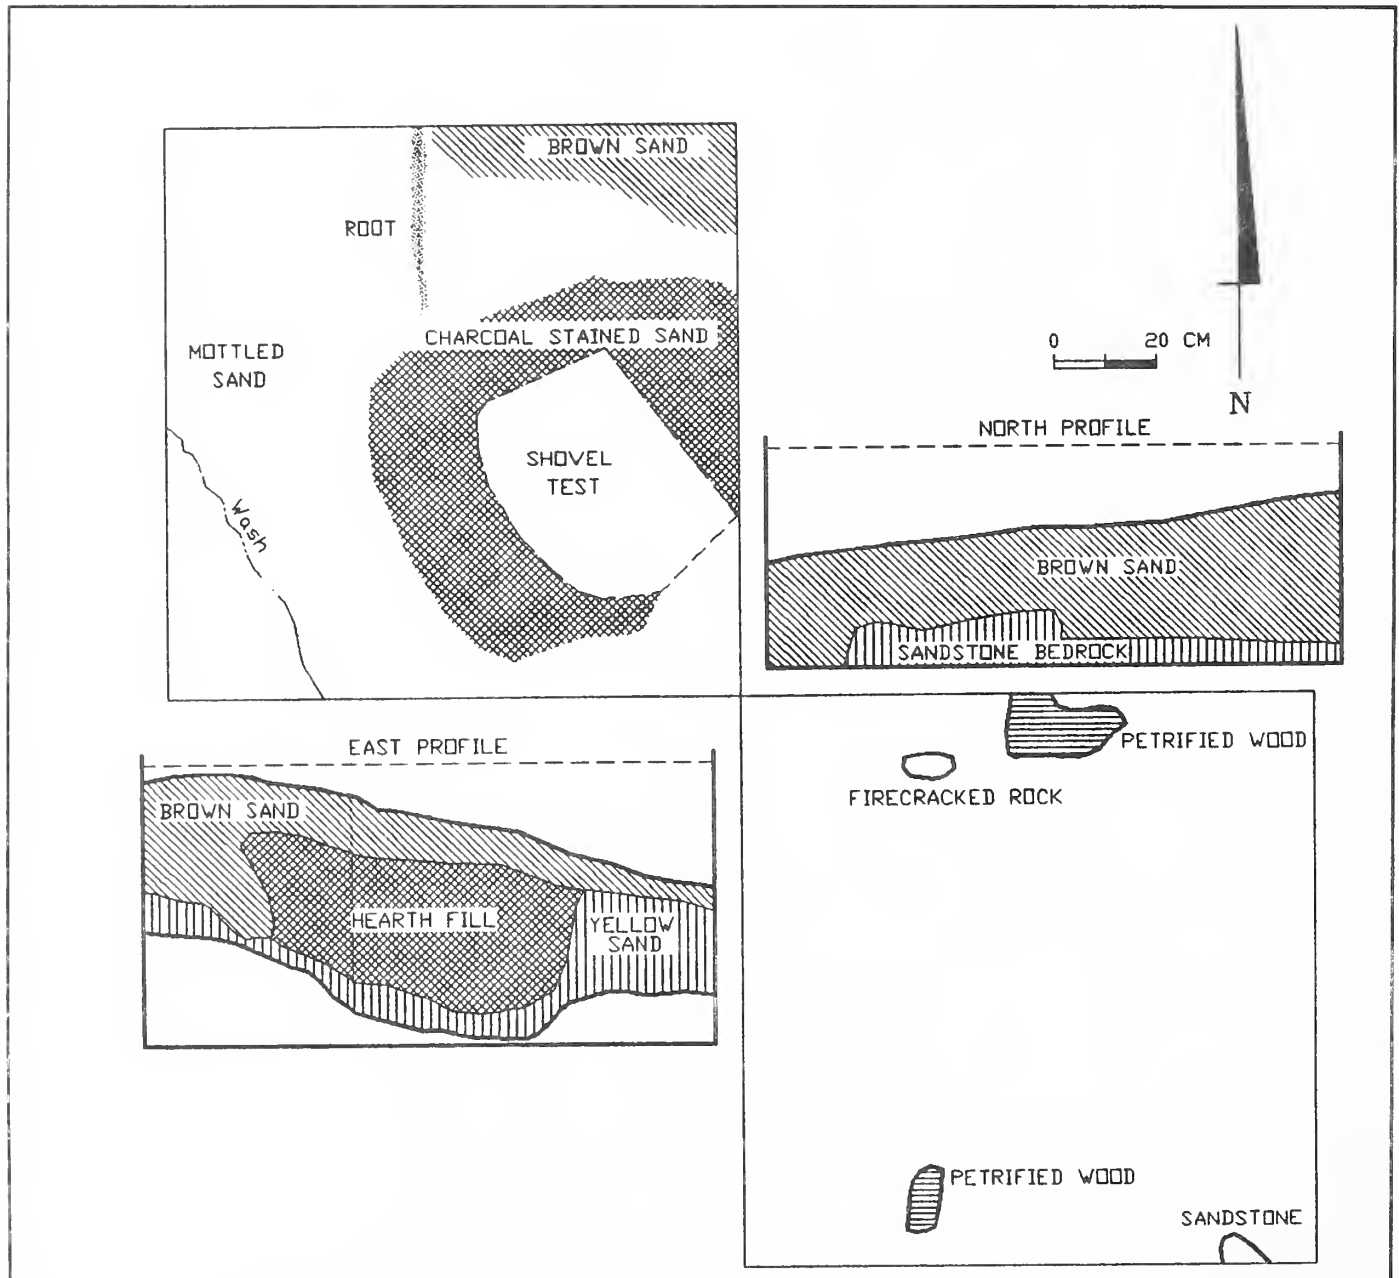 BROWN SAND
ROOT
CHARCOAL STAINED SAND
MOTTLED
SAND
SHOVEL
TEST
Wash
0 20 CM
N
NORTH PROFILE
BROWN SAND
SANDSTONE BEDROCK
EAST PROFILE
BROWN SAND
HEARTH FILL
YELLOW
SAND
PETRIFIED WOOD
FIRECRACKED ROCK
PETRIFIED WOOD
SANDSTONE